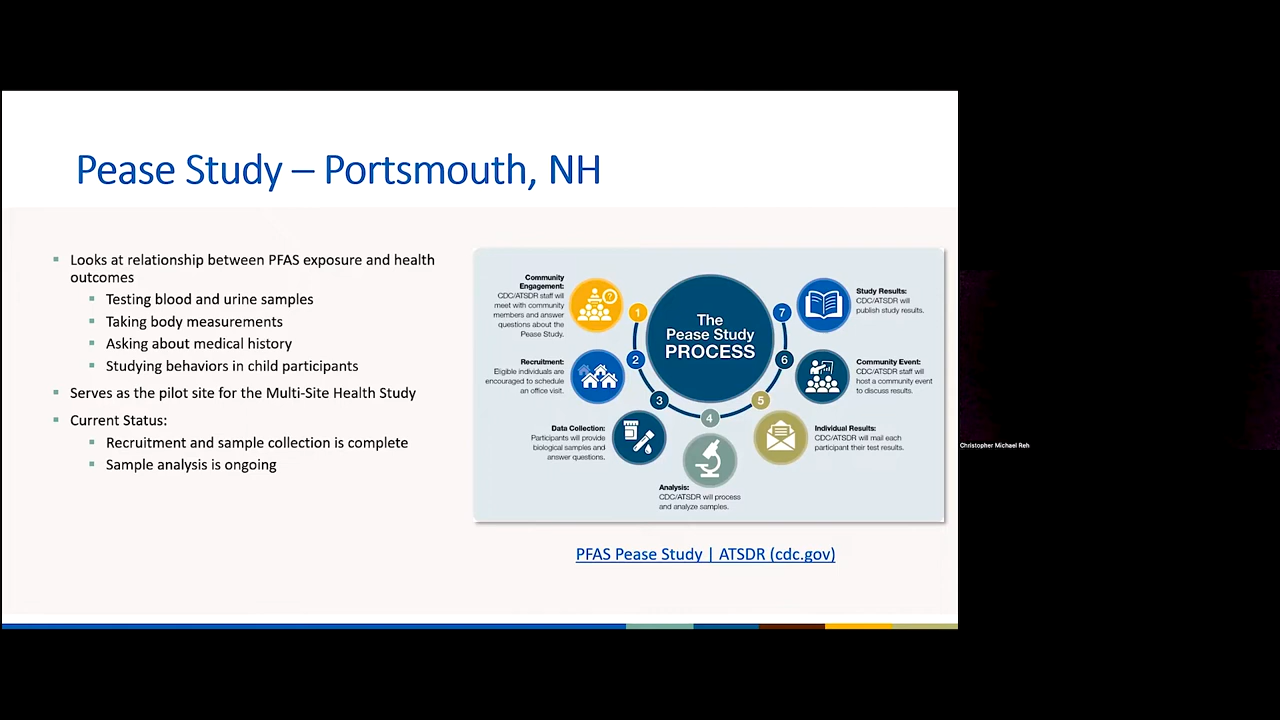 Pease Study – Portsmouth, NH
Looks at relationship between PFAS exposure and health
outcomes
Testing blood and urine samples
Taking body measurements
Asking about medical history
Studying behaviors in child participants
Serves as the pilot site for the Multi-Site Health Study
Current Status:
Recruitment and sample collection is complete
Sample analysis is ongoing
The
Pease Study
PROCESS
1
Community
Engagement:
CDC/ATSDR staff will
meet with community
members and answer
questions about the
Pease Study.
2
Recruitment:
Eligible individuals are
encouraged to schedule
an office visit.
3
Data Collection:
Participants will provide
biological samples and
answer questions.
4
Analysis:
CDC/ATSDR will process
and analyze samples.
5
Individual Results:
CDC/ATSDR will mail each
participant their test results.
6
Community Event:
CDC/ATSDR staff will
host a community event
to discuss results.
7
Study Results:
CDC/ATSDR will
publish study results.
?
PFAS Pease Study | ATSDR (cdc.gov)
Christopher Michael Reh